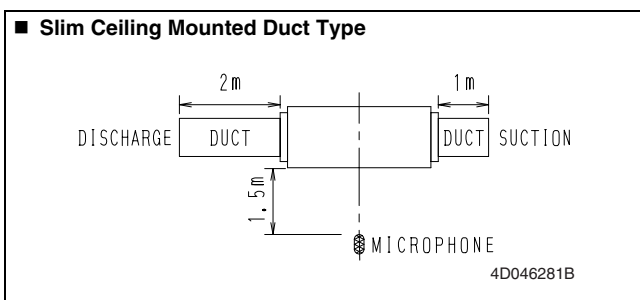 ■ Slim Ceiling Mounted Duct Type
2m
1m
DISCHARGE DUCT DUCT SUCTION
1.5m
MICROPHONE
4D046281B